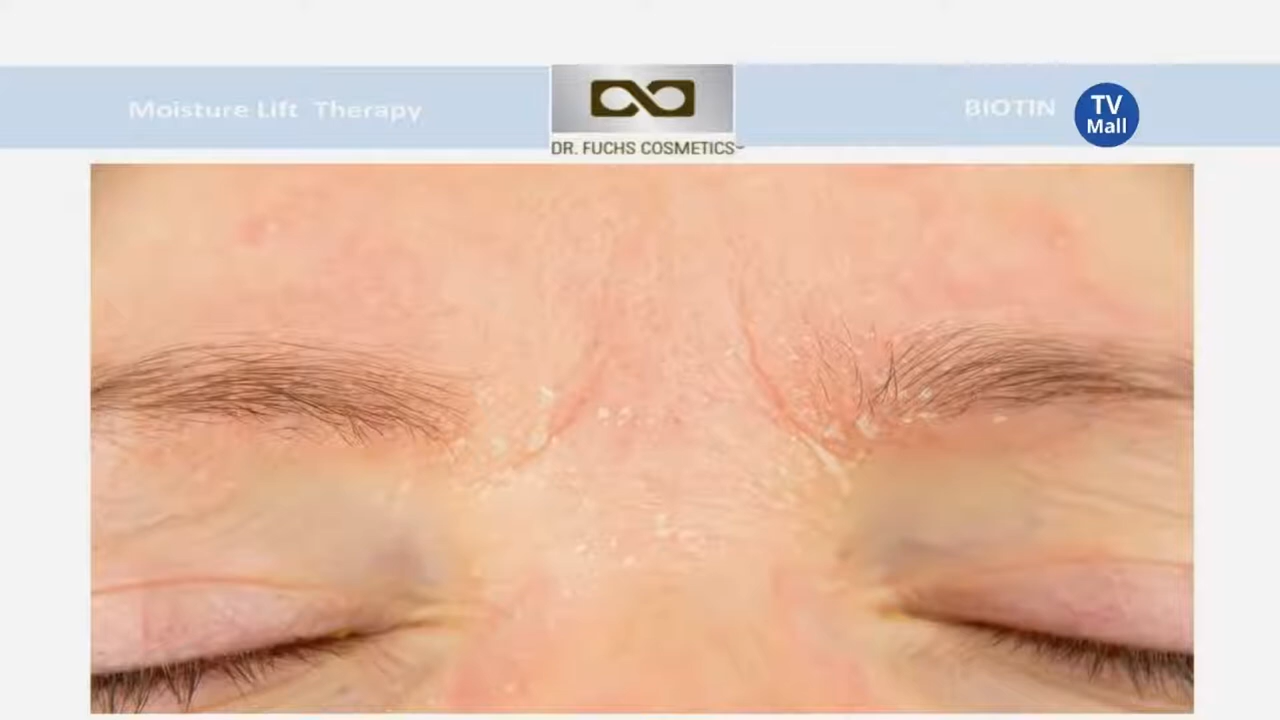 Moisture Lift Therapy
DR. FUCHS COSMETICS
BIOTIN
TV
Mall